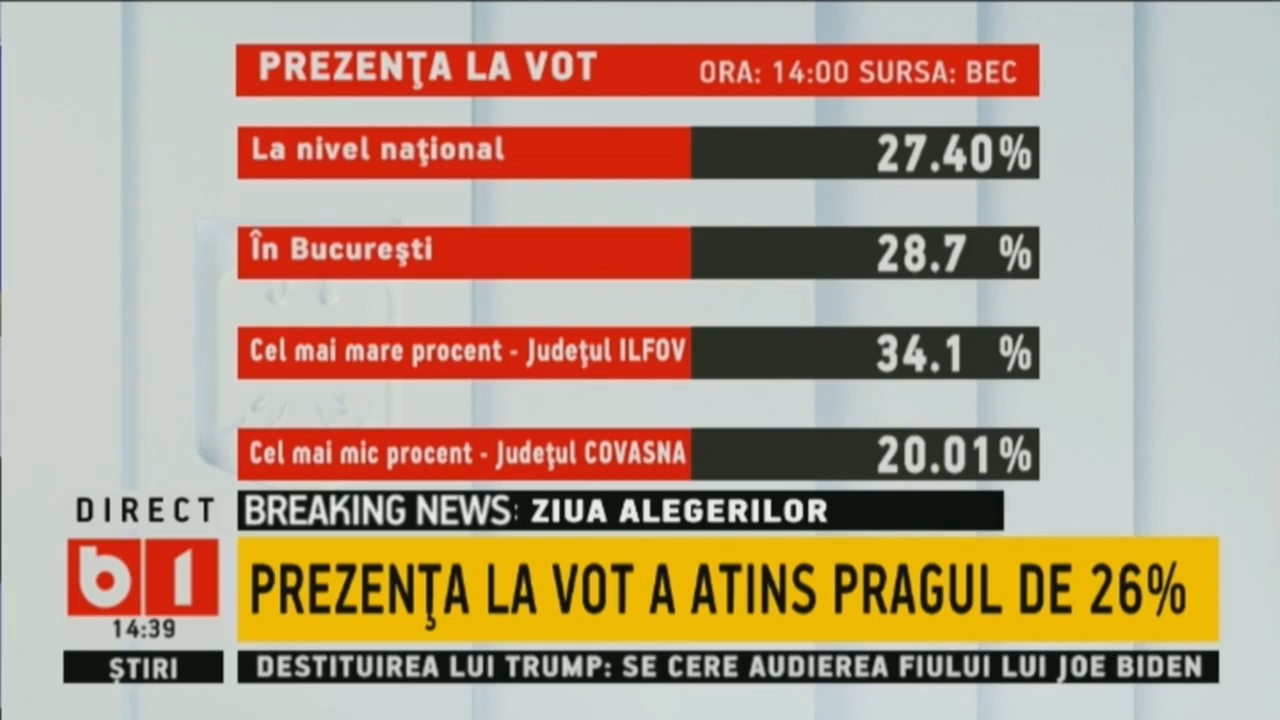 PREZENŢA LA VOT ORA: 14:00 SURSA: BEC
La nivel naţional 27.40%
În Bucureşti 28.7 %
Cel mai mare procent - Judeţul ILFOV 34.1 %
Cel mai mic procent - Judeţul COVASNA 20.01%
DIRECT BREAKING NEWS: ZIUA ALEGERILOR
b1 PREZENŢA LA VOT A ATINS PRAGUL DE 26%
14:39
ŞTIRI DESTITUIREA LUI TRUMP: SE CERE AUDIEREA FIULUI LUI JOE BIDEN